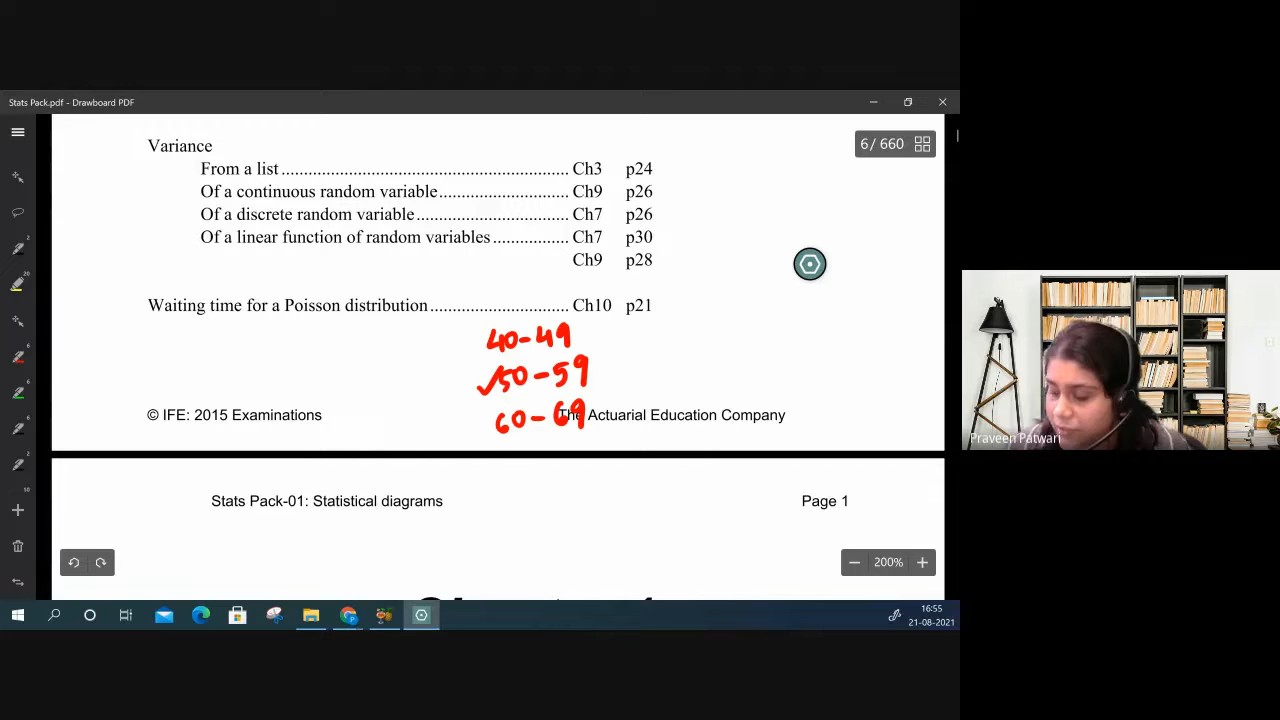 Stats Pack.pdf - Drawboard PDF
6 / 660
Variance
From a list ................................................................ Ch3 p24
Of a continuous random variable ............................. Ch9 p26
Of a discrete random variable .................................. Ch7 p26
Of a linear function of random variables ................. Ch7 p30
Ch9 p28
Waiting time for a Poisson distribution ............................... Ch10 p21
40-49
✓50-59
60-69
© IFE: 2015 Examinations The Actuarial Education Company
Praveen Patwari
Stats Pack-01: Statistical diagrams Page 1
200%
16:55
21-08-2021